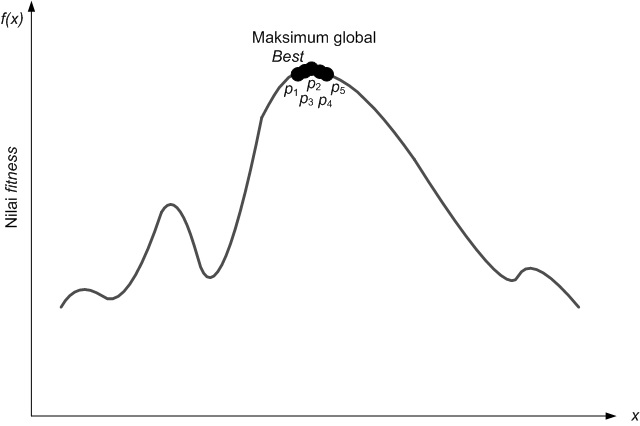 f(x)
Maksimum global
Best
p1 p2 p5
p3 p4
Nilai fitness
x